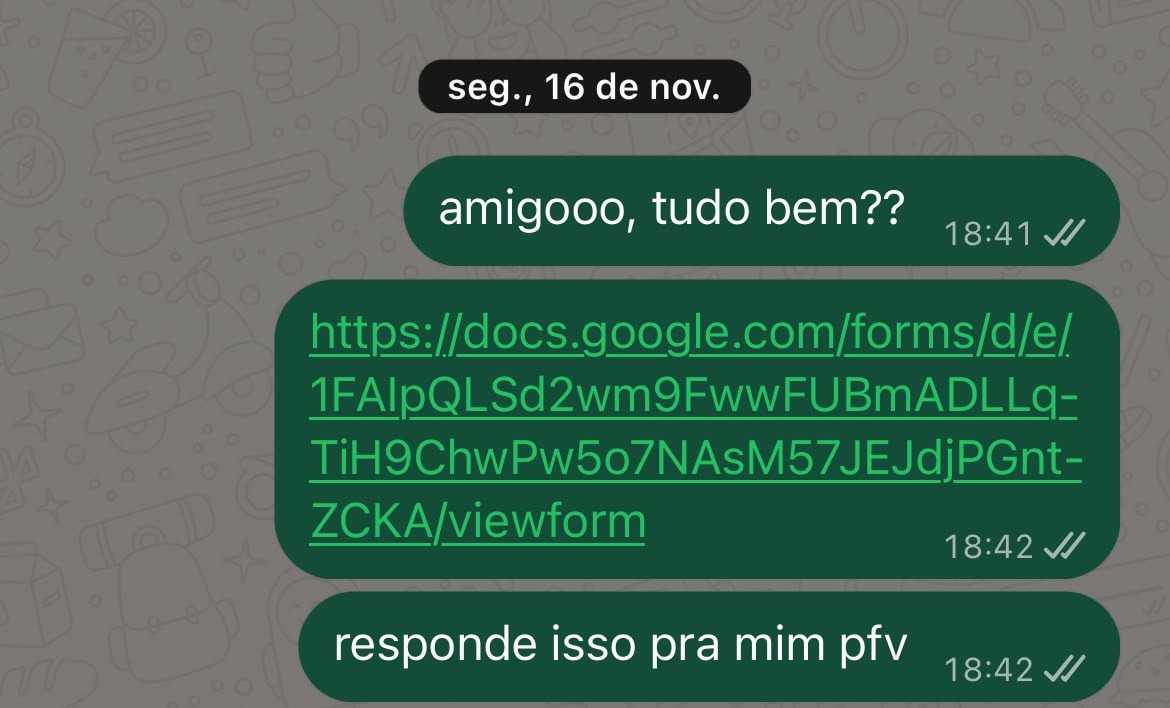 seg., 16 de nov.
amigooo, tudo bem??
18:41
https://docs.google.com/forms/d/e/
1FAIpQLSd2wm9FwwFUBmADLLq-
TiH9ChwPw5o7NAsM57JEJdjPGnt-
ZCKA/viewform
18:42
responde isso pra mim pfv
18:42